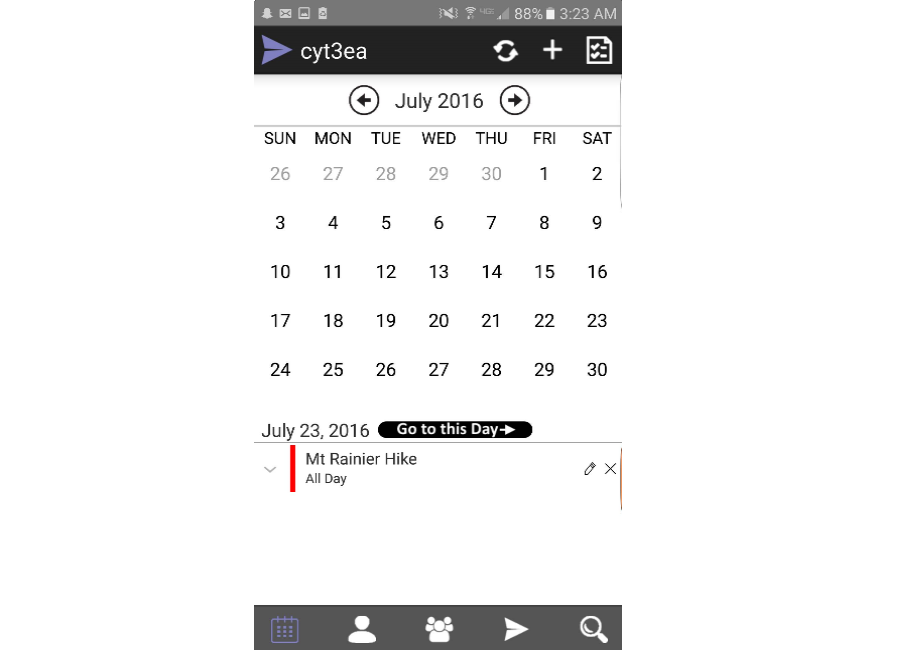 88% 3:23 AM
cyt3ea
July 2016
SUN MON TUE WED THU FRI SAT
26 27 28 29 30 1 2
3 4 5 6 7 8 9
10 11 12 13 14 15 16
17 18 19 20 21 22 23
24 25 26 27 28 29 30
July 23, 2016 Go to this Day
Mt Rainier Hike
All Day